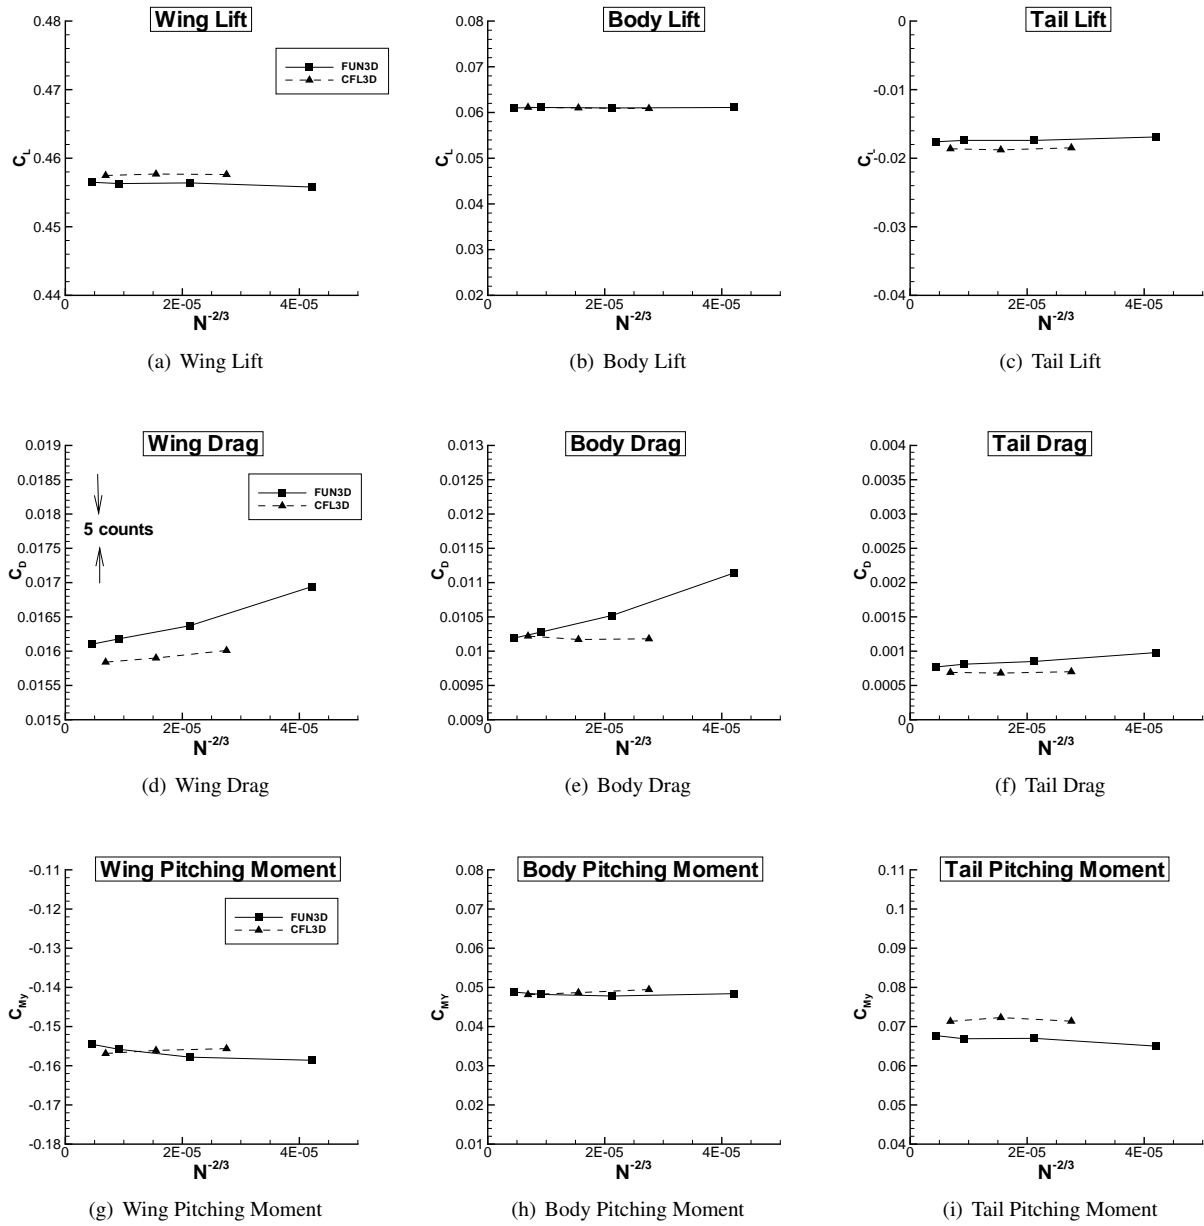 Wing Lift
0.48
0.47
0.46
0.45
0.44
C_L
FUN3D
CFL3D
0
2E-05
4E-05
N^-2/3
(a) Wing Lift
Body Lift
0.08
0.07
0.06
0.05
0.04
0.03
0.02
C_L
0
2E-05
4E-05
N^-2/3
(b) Body Lift
Tail Lift
0
-0.01
-0.02
-0.03
-0.04
C_L
0
2E-05
4E-05
N^-2/3
(c) Tail Lift
Wing Drag
0.019
0.0185
0.018
0.0175
0.017
0.0165
0.016
0.0155
0.015
C_D
5 counts
FUN3D
CFL3D
0
2E-05
4E-05
N^-2/3
(d) Wing Drag
Body Drag
0.013
0.0125
0.012
0.0115
0.011
0.0105
0.01
0.0095
0.009
C_D
0
2E-05
4E-05
N^-2/3
(e) Body Drag
Tail Drag
0.004
0.0035
0.003
0.0025
0.002
0.0015
0.001
0.0005
0
C_D
0
2E-05
4E-05
N^-2/3
(f) Tail Drag
Wing Pitching Moment
-0.11
-0.12
-0.13
-0.14
-0.15
-0.16
-0.17
-0.18
C_My
FUN3D
CFL3D
0
2E-05
4E-05
N^-2/3
(g) Wing Pitching Moment
Body Pitching Moment
0.08
0.07
0.06
0.05
0.04
0.03
0.02
0.01
C_MY
0
2E-05
4E-05
N^-2/3
(h) Body Pitching Moment
Tail Pitching Moment
0.11
0.1
0.09
0.08
0.07
0.06
0.05
0.04
C_My
0
2E-05
4E-05
N^-2/3
(i) Tail Pitching Moment